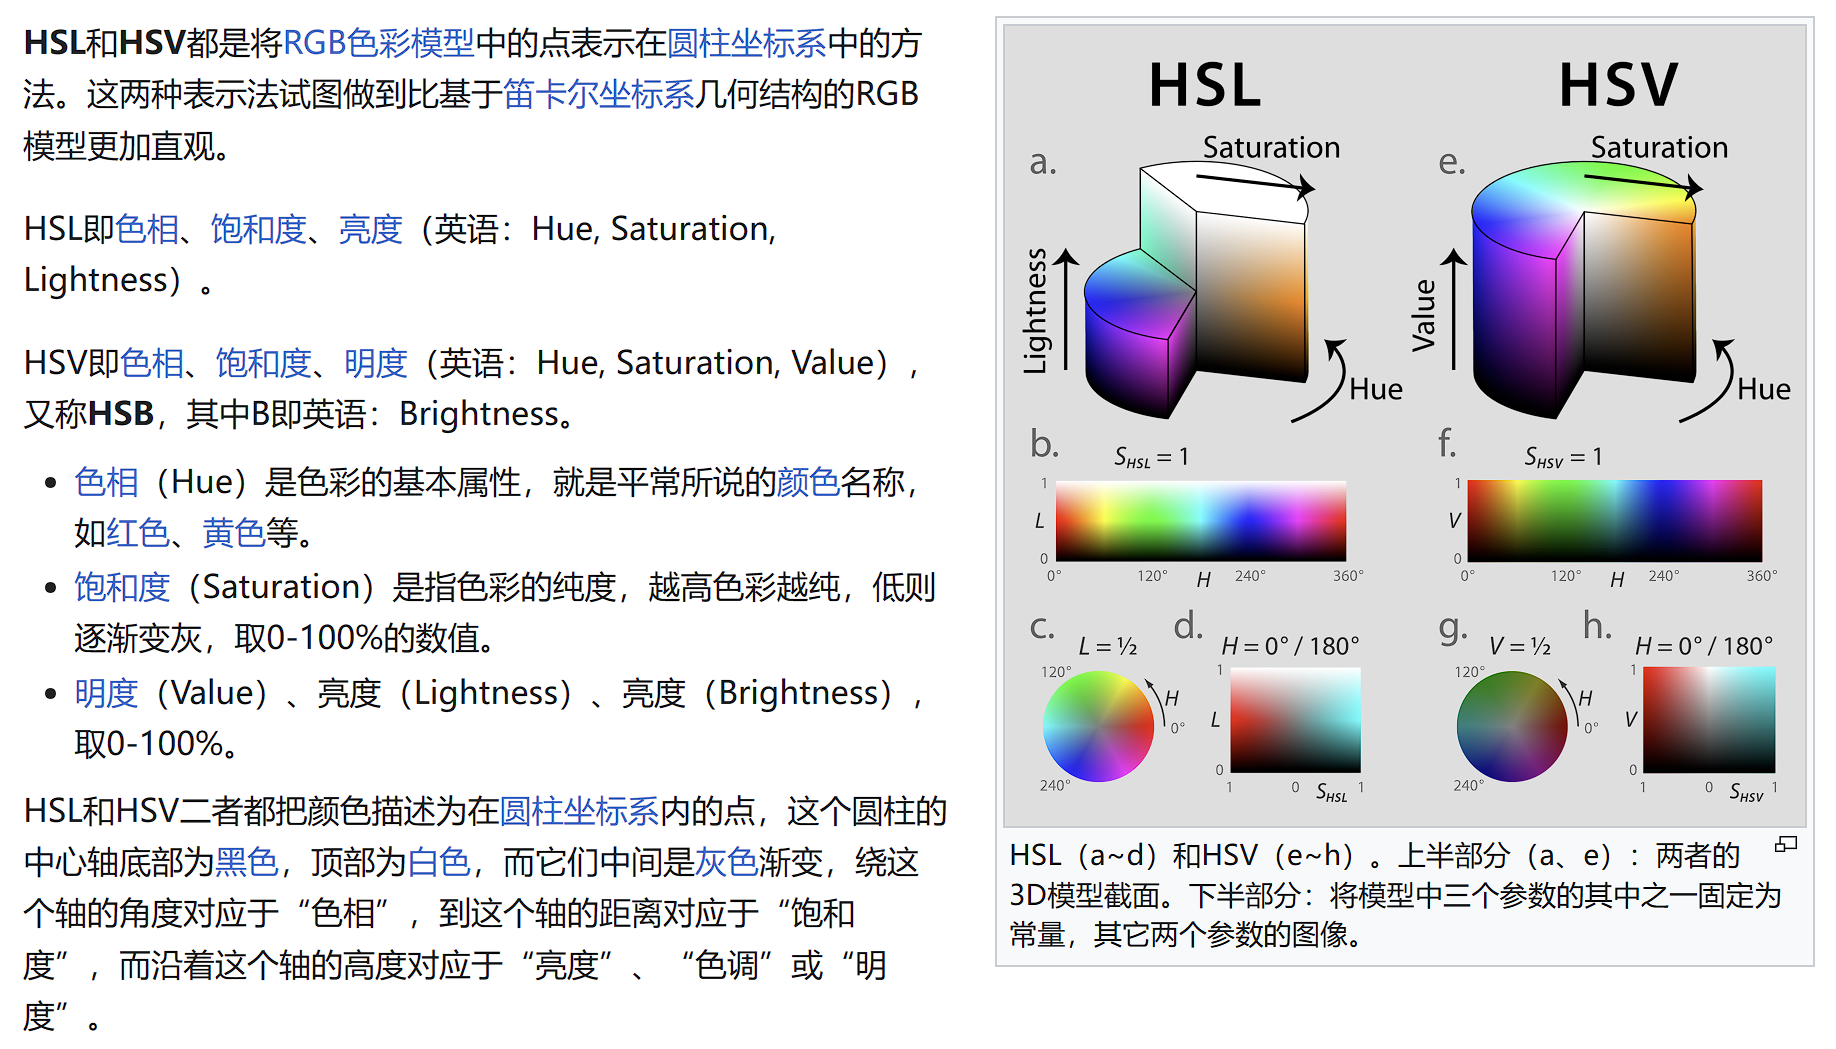 HSL和HSV都是将RGB色彩模型中的点表示在圆柱坐标系中的方
法。这两种表示法试图做到比基于笛卡尔坐标系几何结构的RGB
模型更加直观。
HSL即色相、饱和度、亮度（英语：Hue, Saturation,
Lightness）。
HSV即色相、饱和度、明度（英语：Hue, Saturation, Value），
又称HSB，其中B即英语：Brightness。
• 色相（Hue）是色彩的基本属性，就是平常所说的颜色名称，
如红色、黄色等。
• 饱和度（Saturation）是指色彩的纯度，越高色彩越纯，低则
逐渐变灰，取0-100%的数值。
• 明度（Value）、亮度（Lightness）、亮度（Brightness），
取0-100%。
HSL和HSV二者都把颜色描述为在圆柱坐标系内的点，这个圆柱的
中心轴底部为黑色，顶部为白色，而它们中间是灰色渐变，绕这
个轴的角度对应于“色相”，到这个轴的距离对应于“饱和
度”，而沿着这个轴的高度对应于“亮度”、“色调”或“明
度”。
HSL
HSV
a.
Saturation
Lightness
Hue
e.
Saturation
Value
Hue
b.
S_HSL = 1
1
L
0
0° 120° H 240° 360°
f.
S_HSV = 1
1
V
0
0° 120° H 240° 360°
c.
L = ½
120°
H
0°
240°
d.
H = 0° / 180°
1
L
0
1 0 S_HSL 1
g.
V = ½
120°
H
0°
240°
h.
H = 0° / 180°
1
V
0
1 0 S_HSV 1
HSL（a~d）和HSV（e~h）。上半部分（a、e）：两者的
3D模型截面。下半部分：将模型中三个参数的其中之一固定为
常量，其它两个参数的图像。